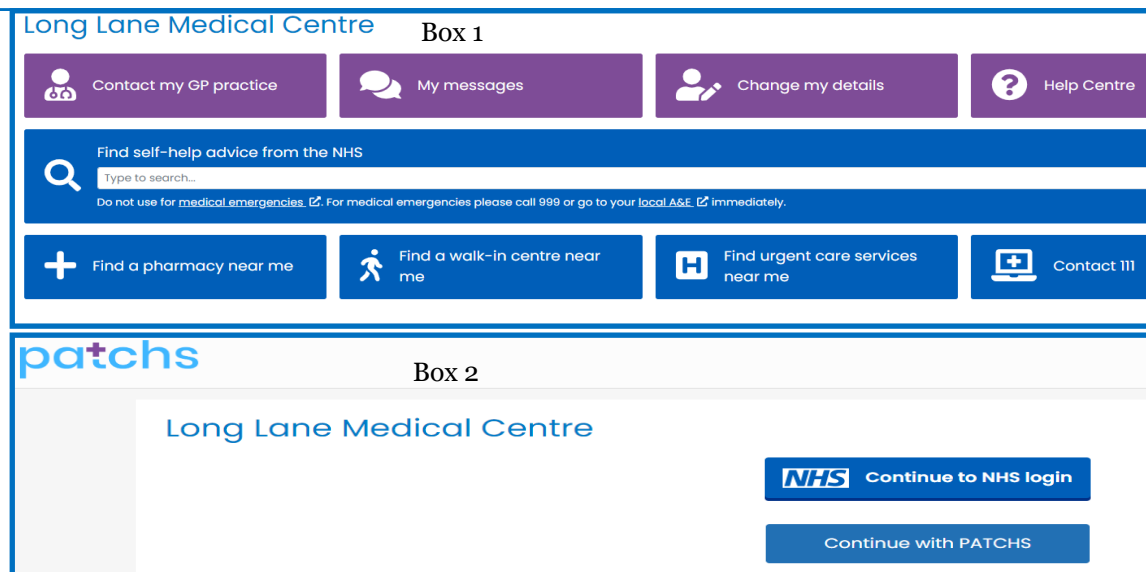 Long Lane Medical Centre
Box 1
Contact my GP practice
My messages
Change my details
Help Centre
Find self-help advice from the NHS
Type to search...
Do not use for medical emergencies. For medical emergencies please call 999 or go to your local A&E immediately.
Find a pharmacy near me
Find a walk-in centre near
me
Find urgent care services
near me
Contact 111
patchs
Box 2
Long Lane Medical Centre
NHS Continue to NHS login
Continue with PATCHS